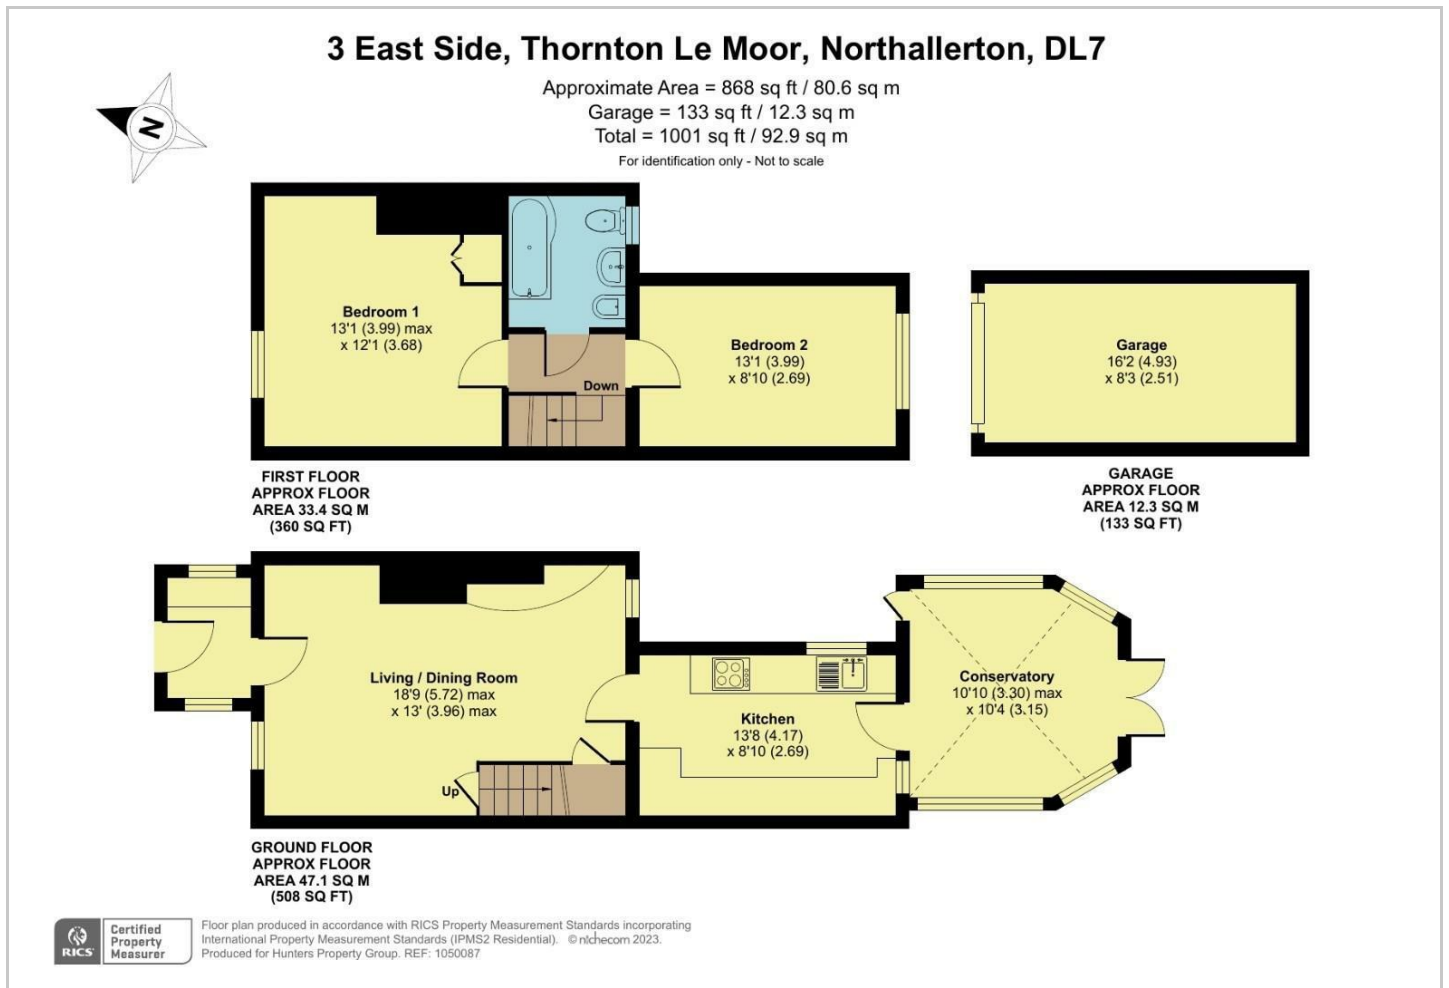 3 East Side, Thornton Le Moor, Northallerton, DL7
Approximate Area = 868 sq ft / 80.6 sq m
Garage = 133 sq ft / 12.3 sq m
Total = 1001 sq ft / 92.9 sq m
For identification only - Not to scale
N
Bedroom 1
13'1 (3.99) max
x 12'1 (3.68)
Down
Bedroom 2
13'1 (3.99)
x 8'10 (2.69)
Garage
16'2 (4.93)
x 8'3 (2.51)
FIRST FLOOR
APPROX FLOOR
AREA 33.4 SQ M
(360 SQ FT)
GARAGE
APPROX FLOOR
AREA 12.3 SQ M
(133 SQ FT)
Living / Dining Room
18'9 (5.72) max
x 13' (3.96) max
Up
Kitchen
13'8 (4.17)
x 8'10 (2.69)
Conservatory
10'10 (3.30) max
x 10'4 (3.15)
GROUND FLOOR
APPROX FLOOR
AREA 47.1 SQ M
(508 SQ FT)
RICS
Certified
Property
Measurer
Floor plan produced in accordance with RICS Property Measurement Standards incorporating
International Property Measurement Standards (IPMS2 Residential). © nichecom 2023.
Produced for Hunters Property Group. REF: 1050087